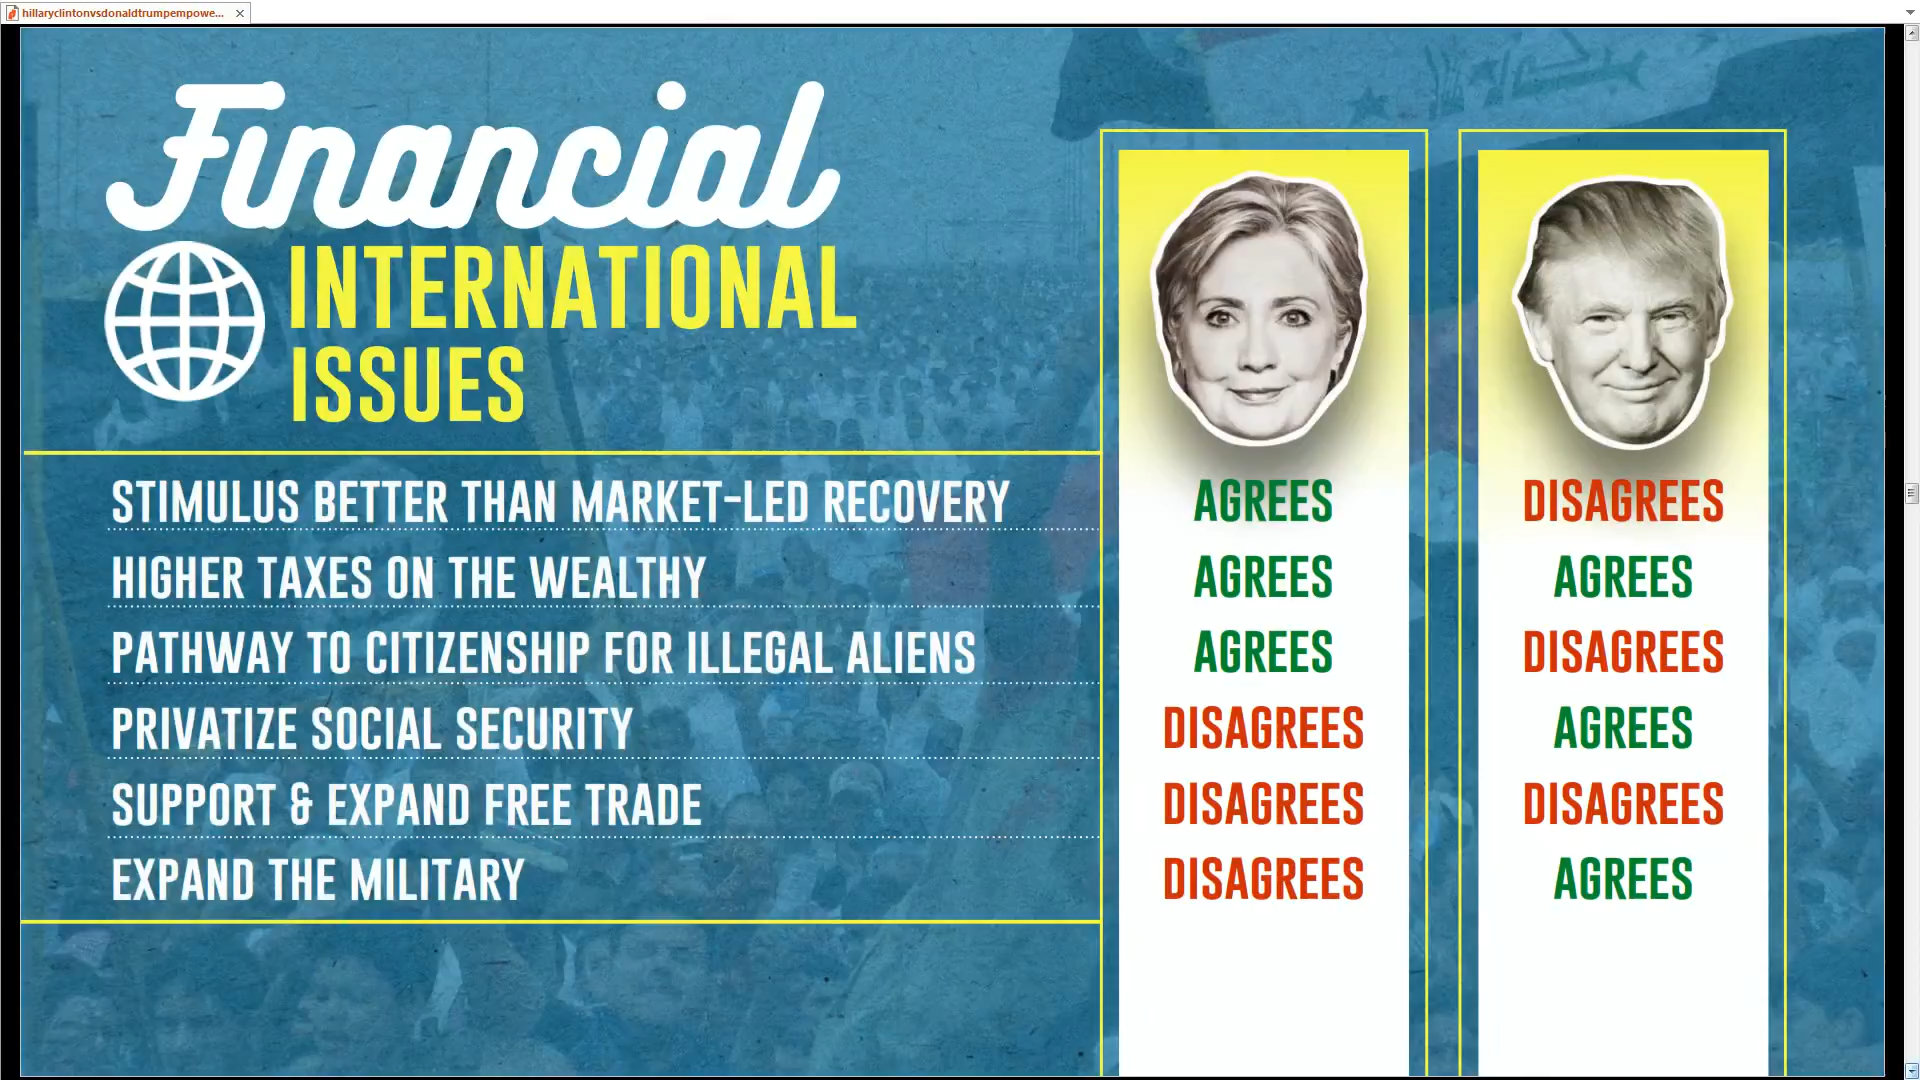 hillaryclintonvsdonaldtrumpempowe...
Financial
INTERNATIONAL
ISSUES
STIMULUS BETTER THAN MARKET-LED RECOVERY AGREES DISAGREES
HIGHER TAXES ON THE WEALTHY AGREES AGREES
PATHWAY TO CITIZENSHIP FOR ILLEGAL ALIENS AGREES DISAGREES
PRIVATIZE SOCIAL SECURITY DISAGREES AGREES
SUPPORT & EXPAND FREE TRADE DISAGREES DISAGREES
EXPAND THE MILITARY DISAGREES AGREES